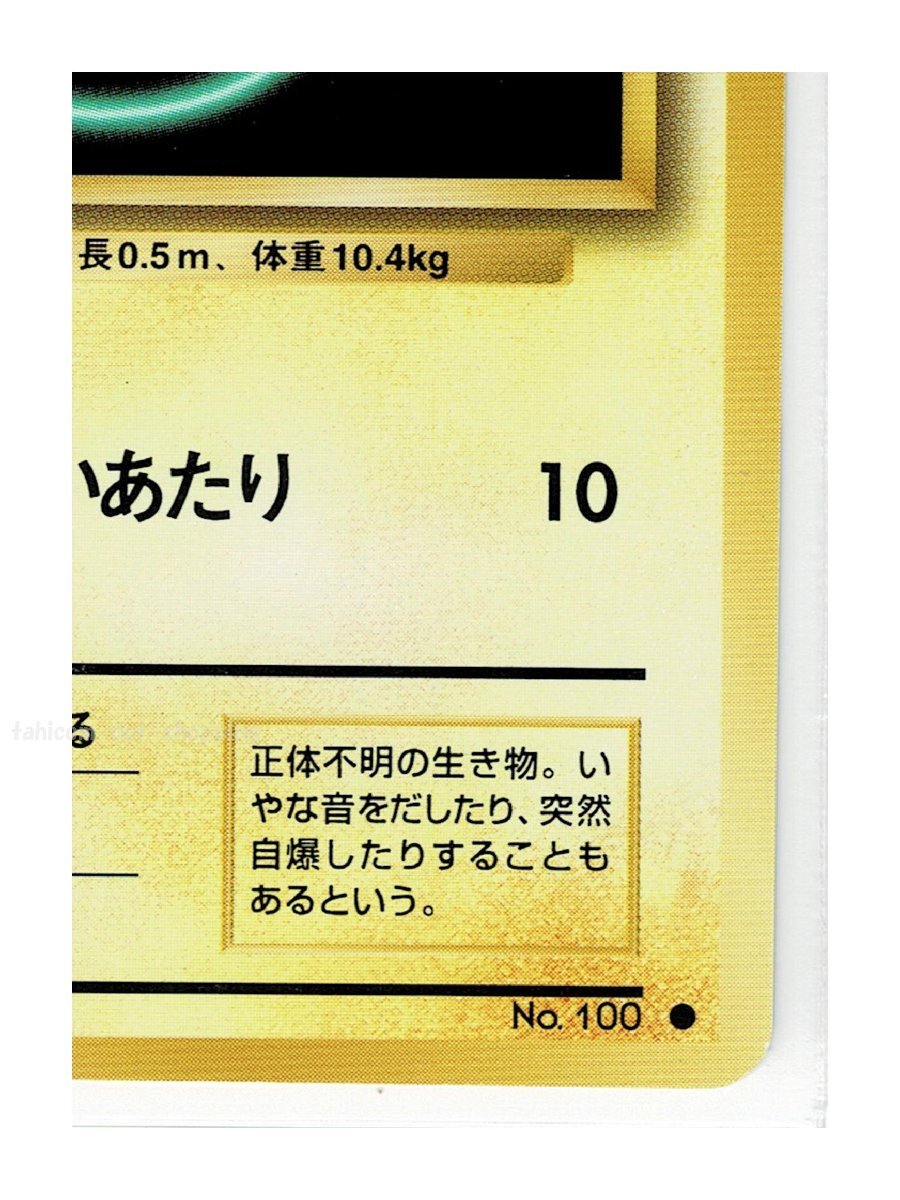 長0.5m、体重10.4kg
いあたり 10
る
正体不明の生き物。い
やな音をだしたり、突然
自爆したりすることも
あるという。
No. 100 ●